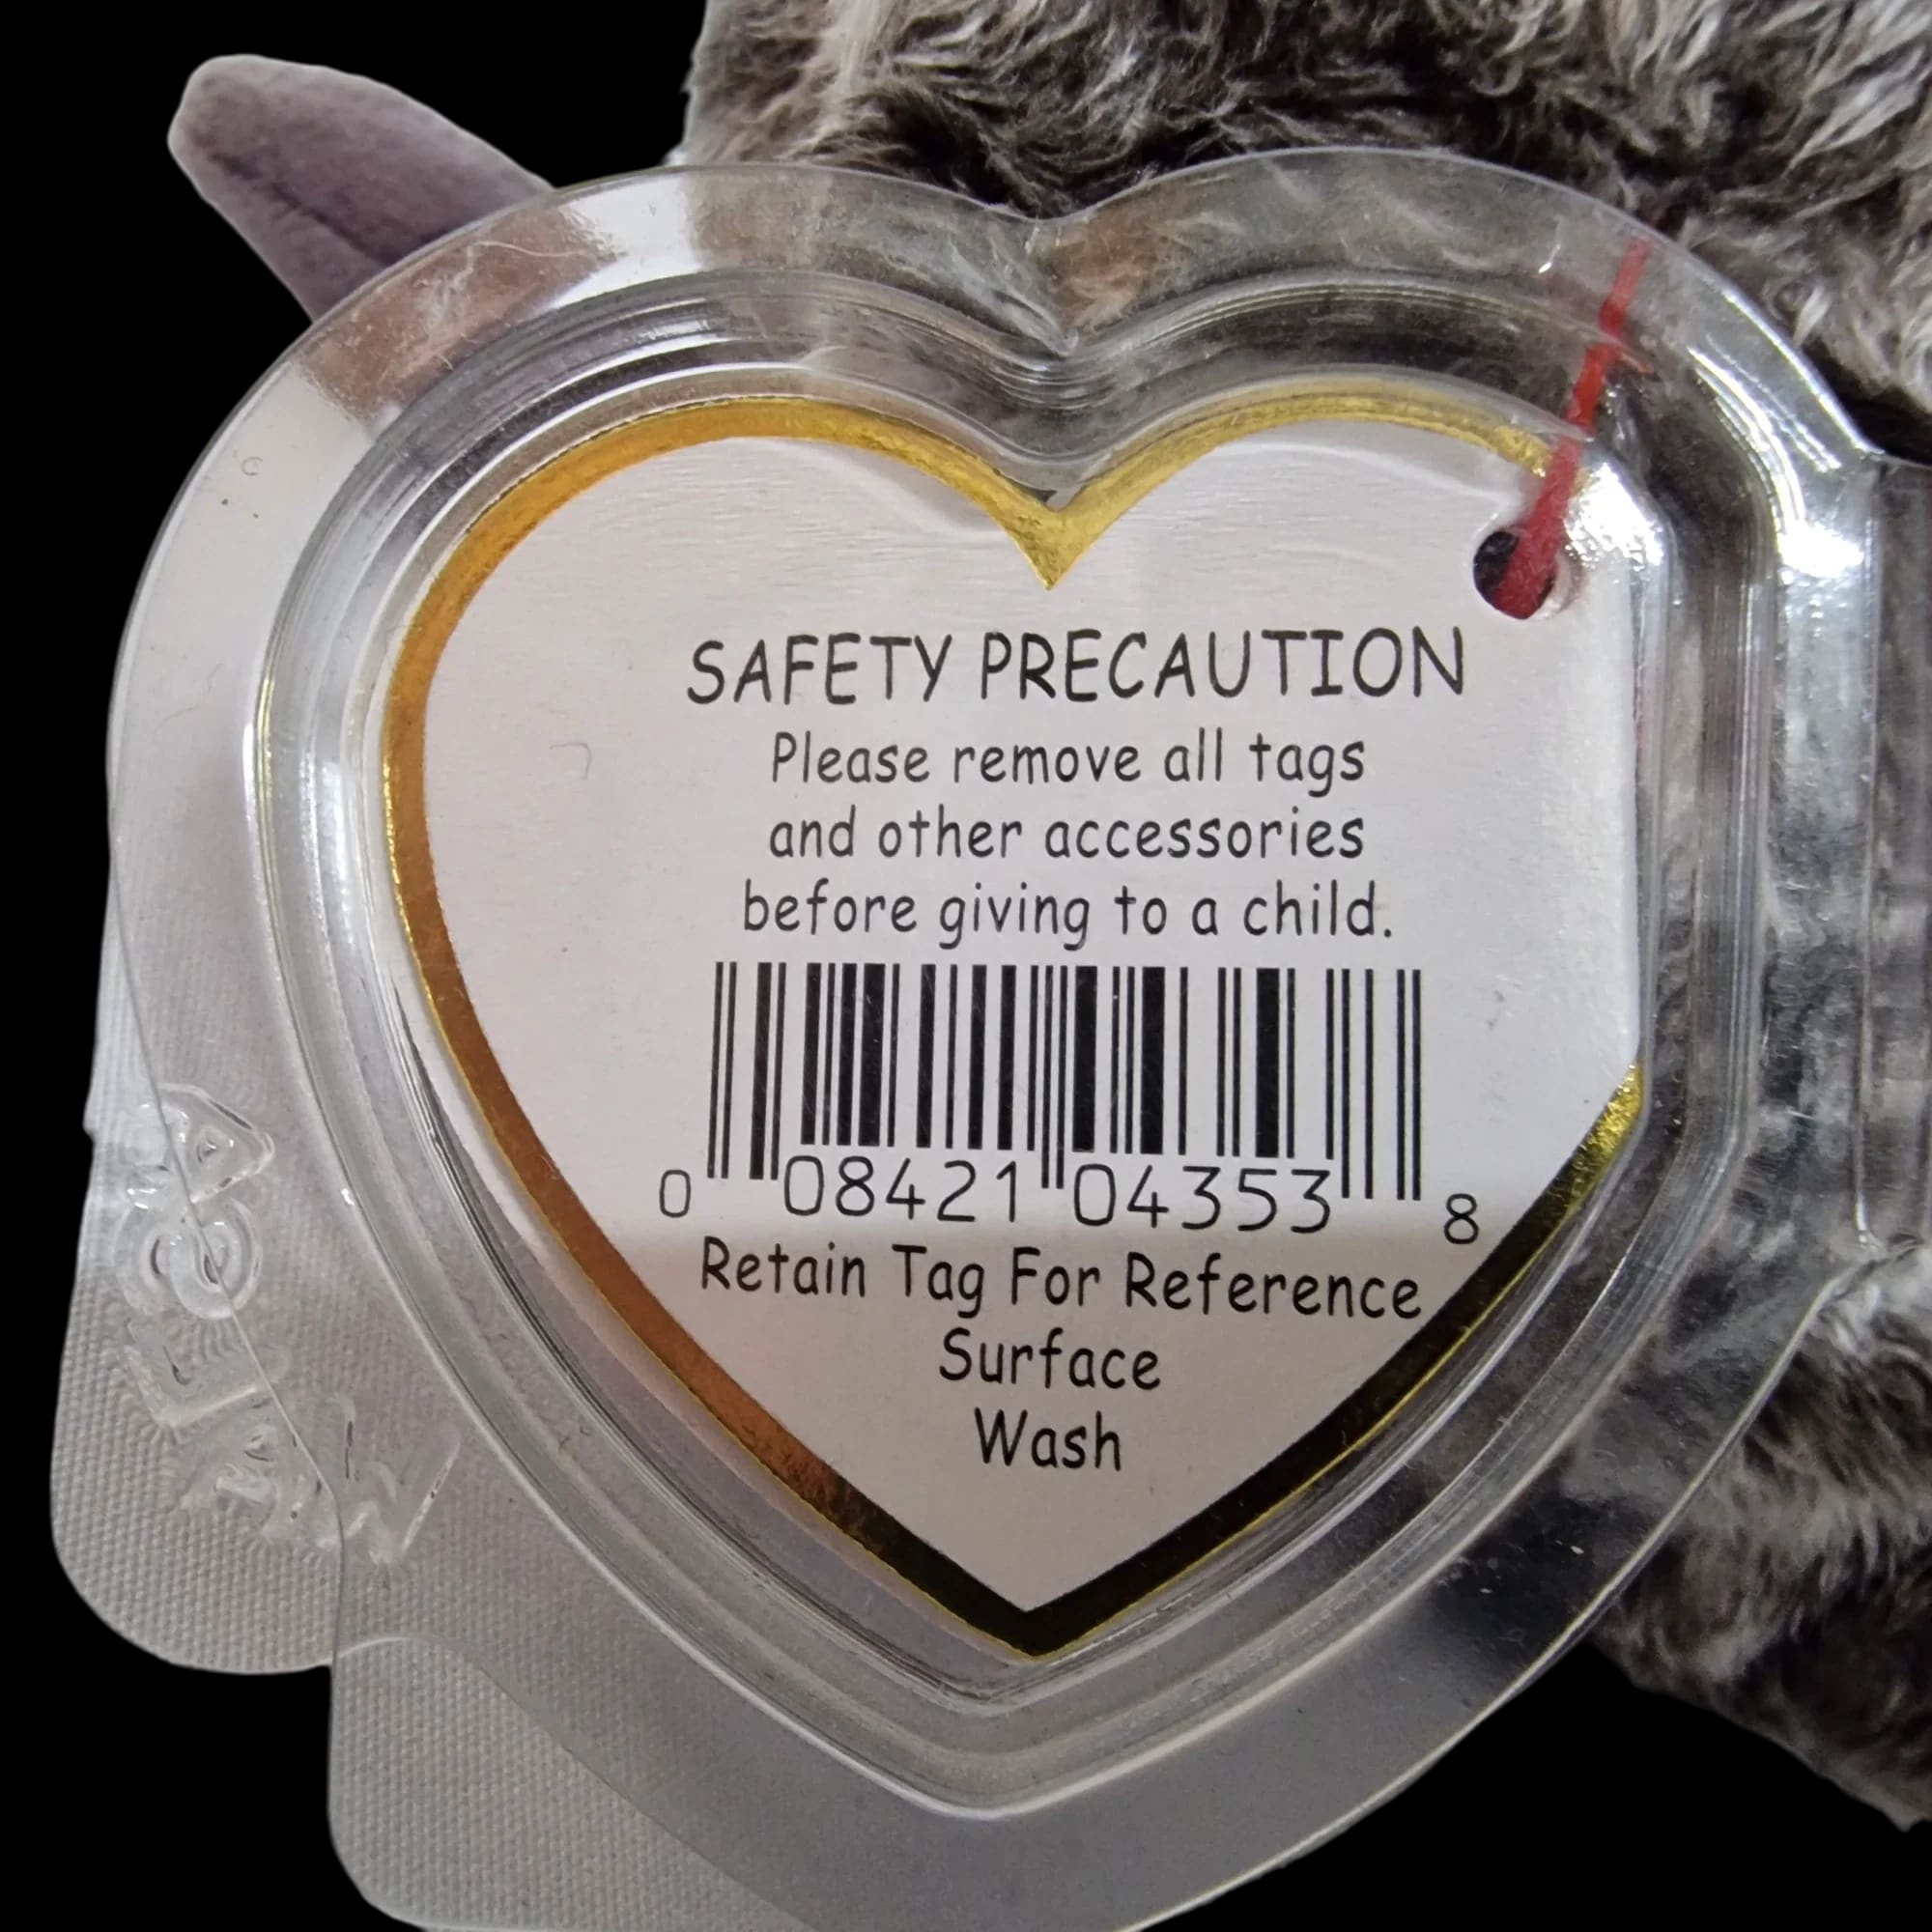 SAFETY PRECAUTION
Please remove all tags
and other accessories
before giving to a child.
0 08421 04353 8
Retain Tag For Reference
Surface
Wash